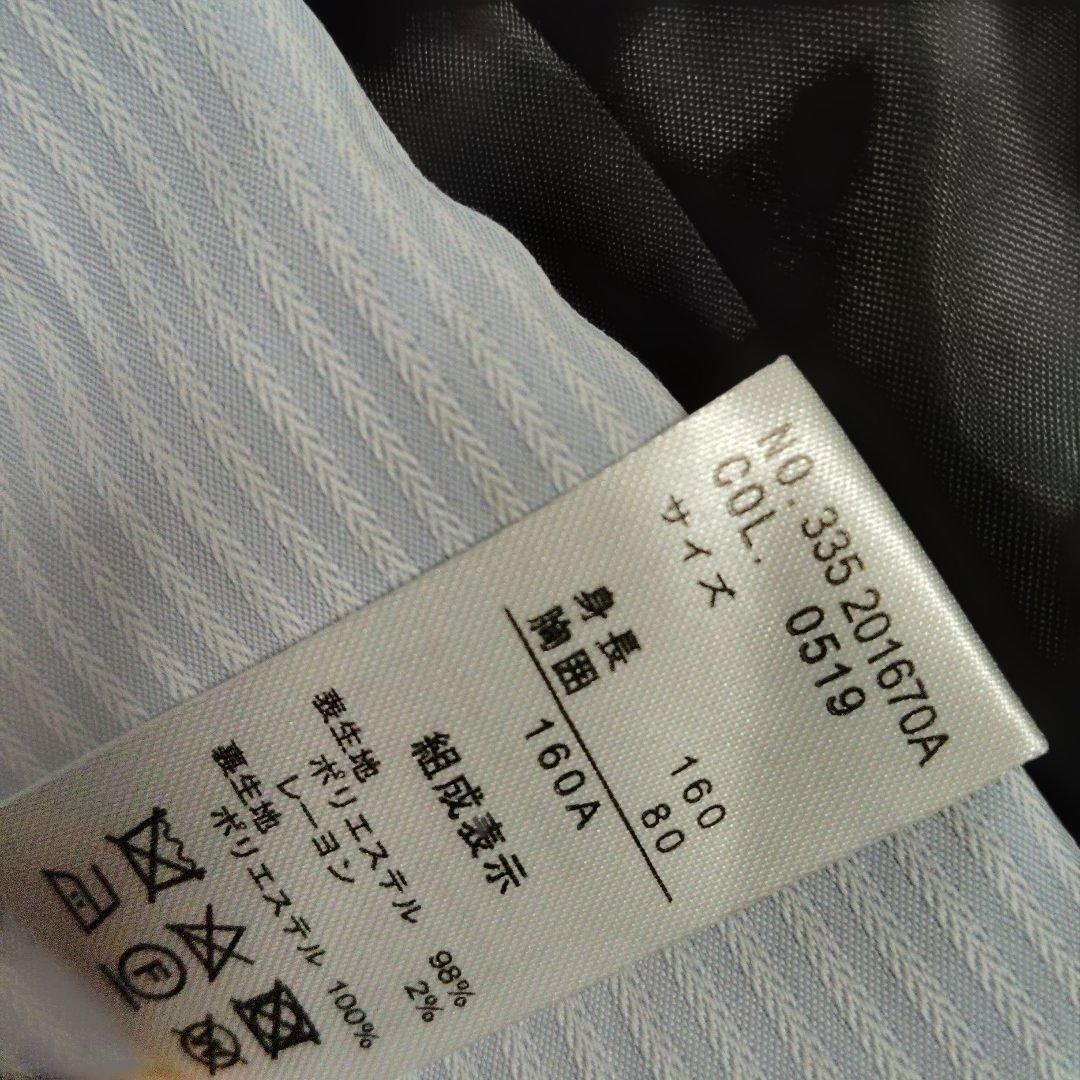 NO. 335 201670A
COL. 0519
サイズ
身長 160
胸囲 80
160A
組成表示
表生地
ポリエステル 98%
レーヨン 2%
裏生地
ポリエステル 100%
F
W